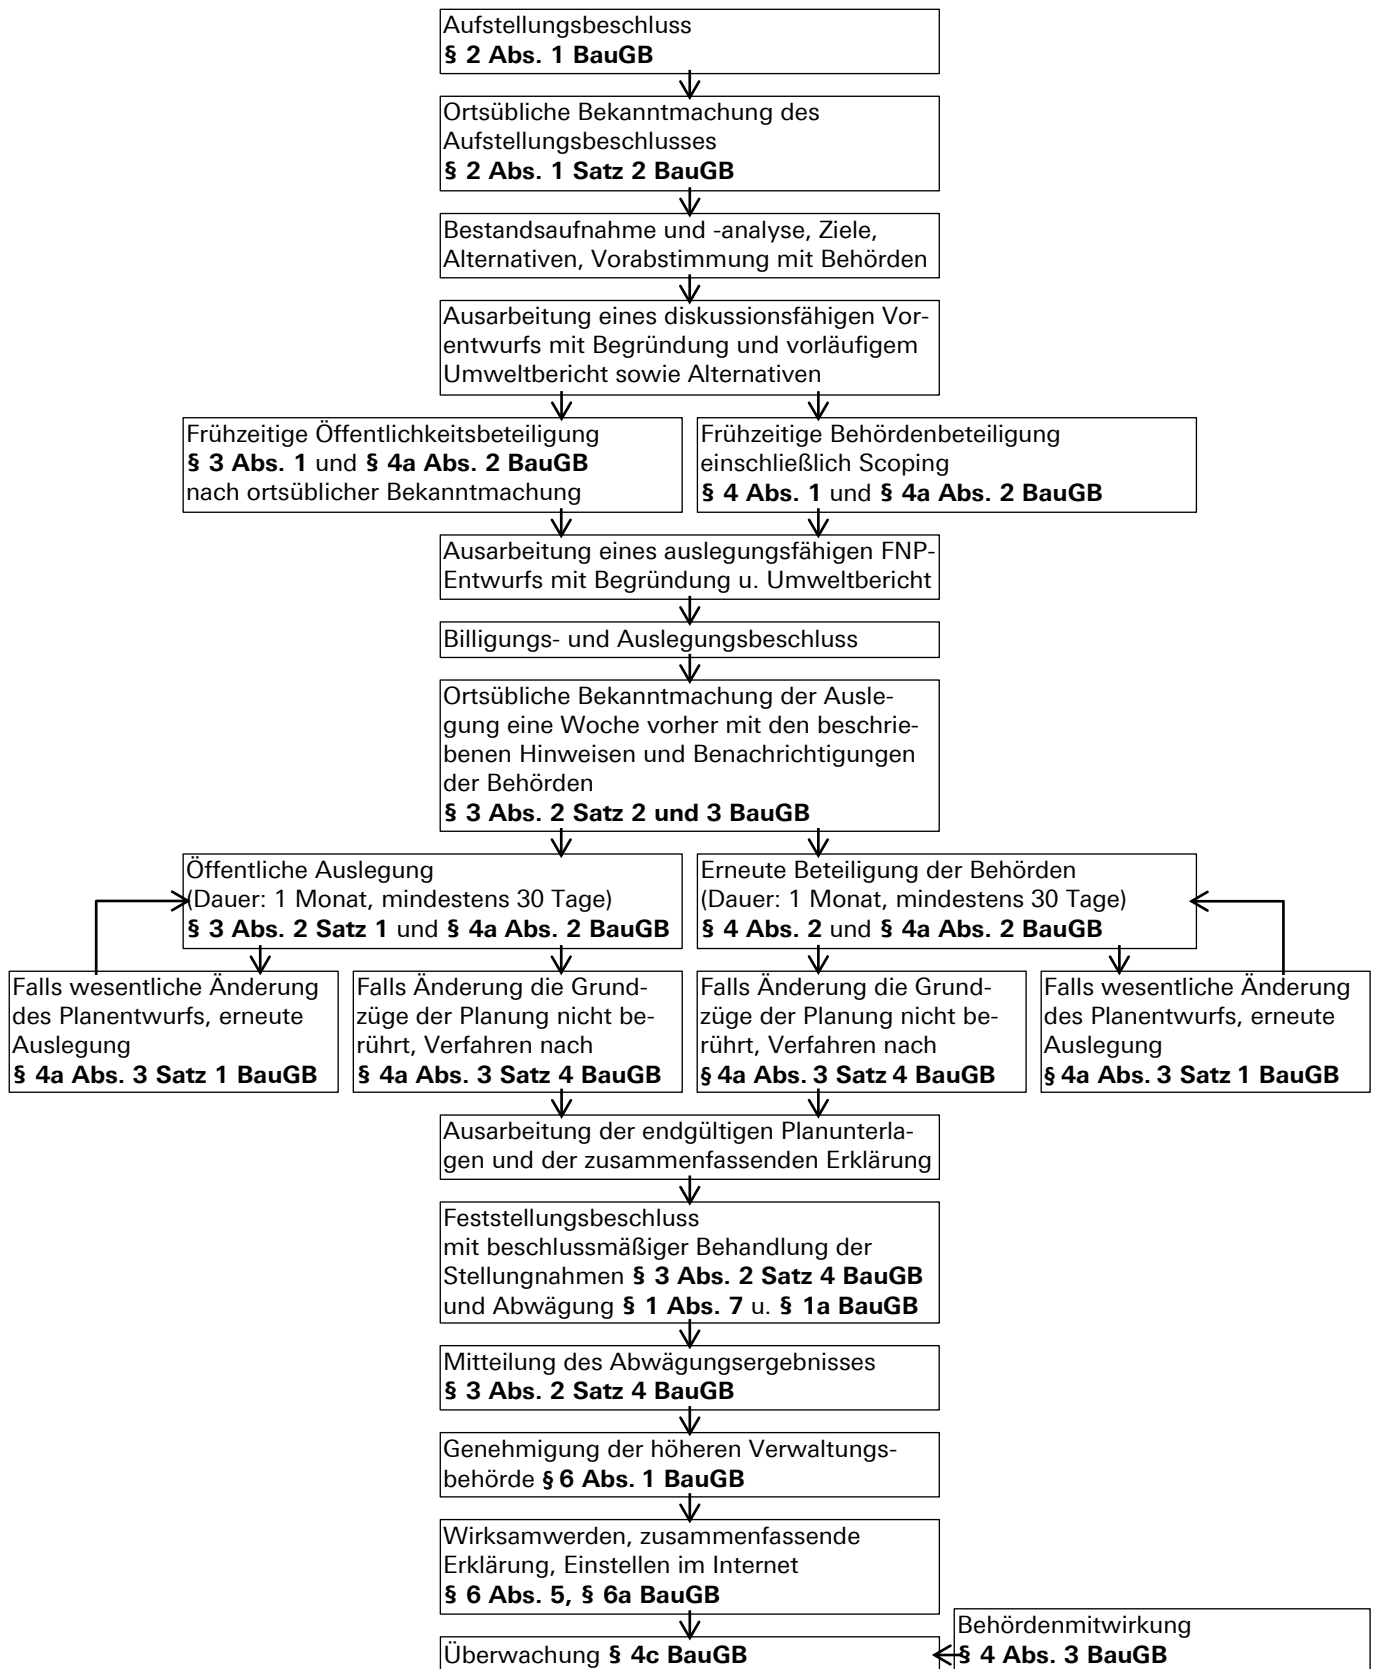 Aufstellungsbeschluss
§ 2 Abs. 1 BauGB
Ortsübliche Bekanntmachung des
Aufstellungsbeschlusses
§ 2 Abs. 1 Satz 2 BauGB
Bestandsaufnahme und -analyse, Ziele,
Alternativen, Vorabstimmung mit Behörden
Ausarbeitung eines diskussionsfähigen Vor-
entwurfs mit Begründung und vorläufigem
Umweltbericht sowie Alternativen
Frühzeitige Öffentlichkeitsbeteiligung
§ 3 Abs. 1 und § 4a Abs. 2 BauGB
nach ortsüblicher Bekanntmachung
Frühzeitige Behördenbeteiligung
einschließlich Scoping
§ 4 Abs. 1 und § 4a Abs. 2 BauGB
Ausarbeitung eines auslegungsfähigen FNP-
Entwurfs mit Begründung u. Umweltbericht
Billigungs- und Auslegungsbeschluss
Ortsübliche Bekanntmachung der Ausle-
gung eine Woche vorher mit den beschrie-
benen Hinweisen und Benachrichtigungen
der Behörden
§ 3 Abs. 2 Satz 2 und 3 BauGB
Öffentliche Auslegung
(Dauer: 1 Monat, mindestens 30 Tage)
§ 3 Abs. 2 Satz 1 und § 4a Abs. 2 BauGB
Erneute Beteiligung der Behörden
(Dauer: 1 Monat, mindestens 30 Tage)
§ 4 Abs. 2 und § 4a Abs. 2 BauGB
Falls wesentliche Änderung
des Planentwurfs, erneute
Auslegung
§ 4a Abs. 3 Satz 1 BauGB
Falls Änderung die Grund-
züge der Planung nicht be-
rührt, Verfahren nach
§ 4a Abs. 3 Satz 4 BauGB
Falls Änderung die Grund-
züge der Planung nicht be-
rührt, Verfahren nach
§ 4a Abs. 3 Satz 4 BauGB
Falls wesentliche Änderung
des Planentwurfs, erneute
Auslegung
§ 4a Abs. 3 Satz 1 BauGB
Ausarbeitung der endgültigen Planunterla-
gen und der zusammenfassenden Erklärung
Feststellungsbeschluss
mit beschlussmäßiger Behandlung der
Stellungnahmen § 3 Abs. 2 Satz 4 BauGB
und Abwägung § 1 Abs. 7 u. § 1a BauGB
Mitteilung des Abwägungsergebnisses
§ 3 Abs. 2 Satz 4 BauGB
Genehmigung der höheren Verwaltungs-
behörde § 6 Abs. 1 BauGB
Wirksamwerden, zusammenfassende
Erklärung, Einstellen im Internet
§ 6 Abs. 5, § 6a BauGB
Überwachung § 4c BauGB
Behördenmitwirkung
§ 4 Abs. 3 BauGB